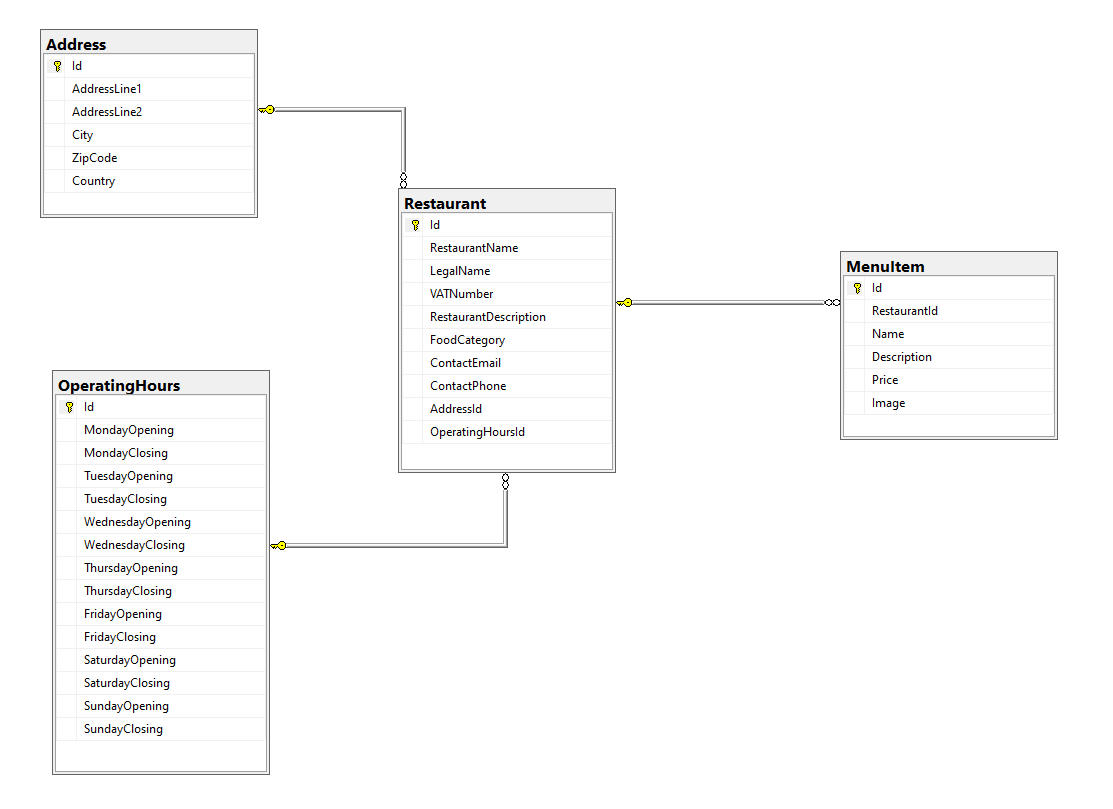 Address
Id
AddressLine1
AddressLine2
City
ZipCode
Country
Restaurant
Id
RestaurantName
LegalName
VATNumber
RestaurantDescription
FoodCategory
ContactEmail
ContactPhone
AddressId
OperatingHoursId
MenuItem
Id
RestaurantId
Name
Description
Price
Image
OperatingHours
Id
MondayOpening
MondayClosing
TuesdayOpening
TuesdayClosing
WednesdayOpening
WednesdayClosing
ThursdayOpening
ThursdayClosing
FridayOpening
FridayClosing
SaturdayOpening
SaturdayClosing
SundayOpening
SundayClosing